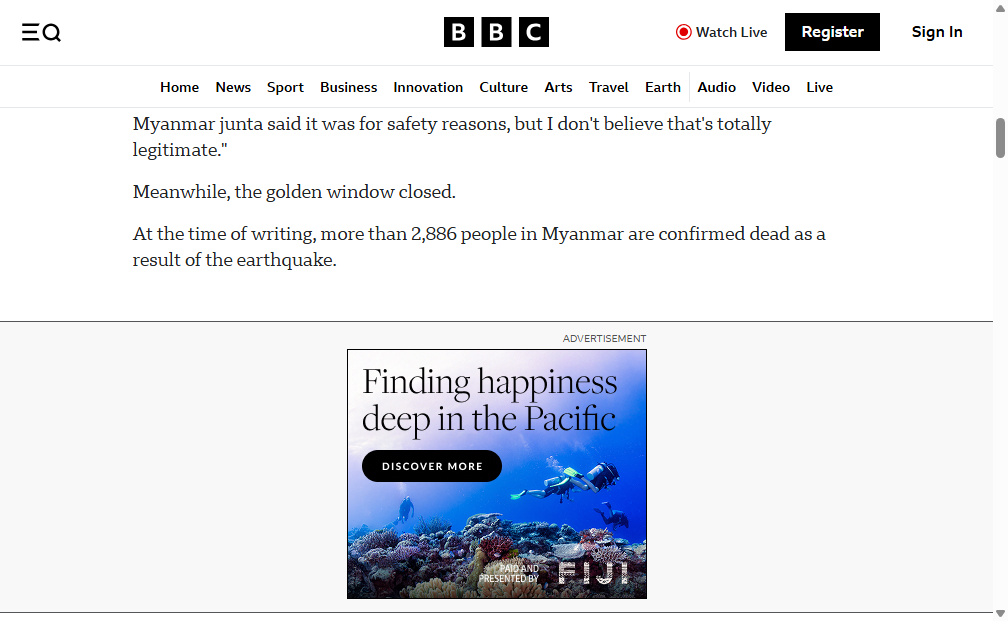 BBC
Watch Live
Register
Sign In
Home News Sport Business Innovation Culture Arts Travel Earth Audio Video Live
Myanmar junta said it was for safety reasons, but I don't believe that's totally
legitimate."
Meanwhile, the golden window closed.
At the time of writing, more than 2,886 people in Myanmar are confirmed dead as a
result of the earthquake.
ADVERTISEMENT
Finding happiness
deep in the Pacific
DISCOVER MORE
PAID AND
PRESENTED BY
FIJI